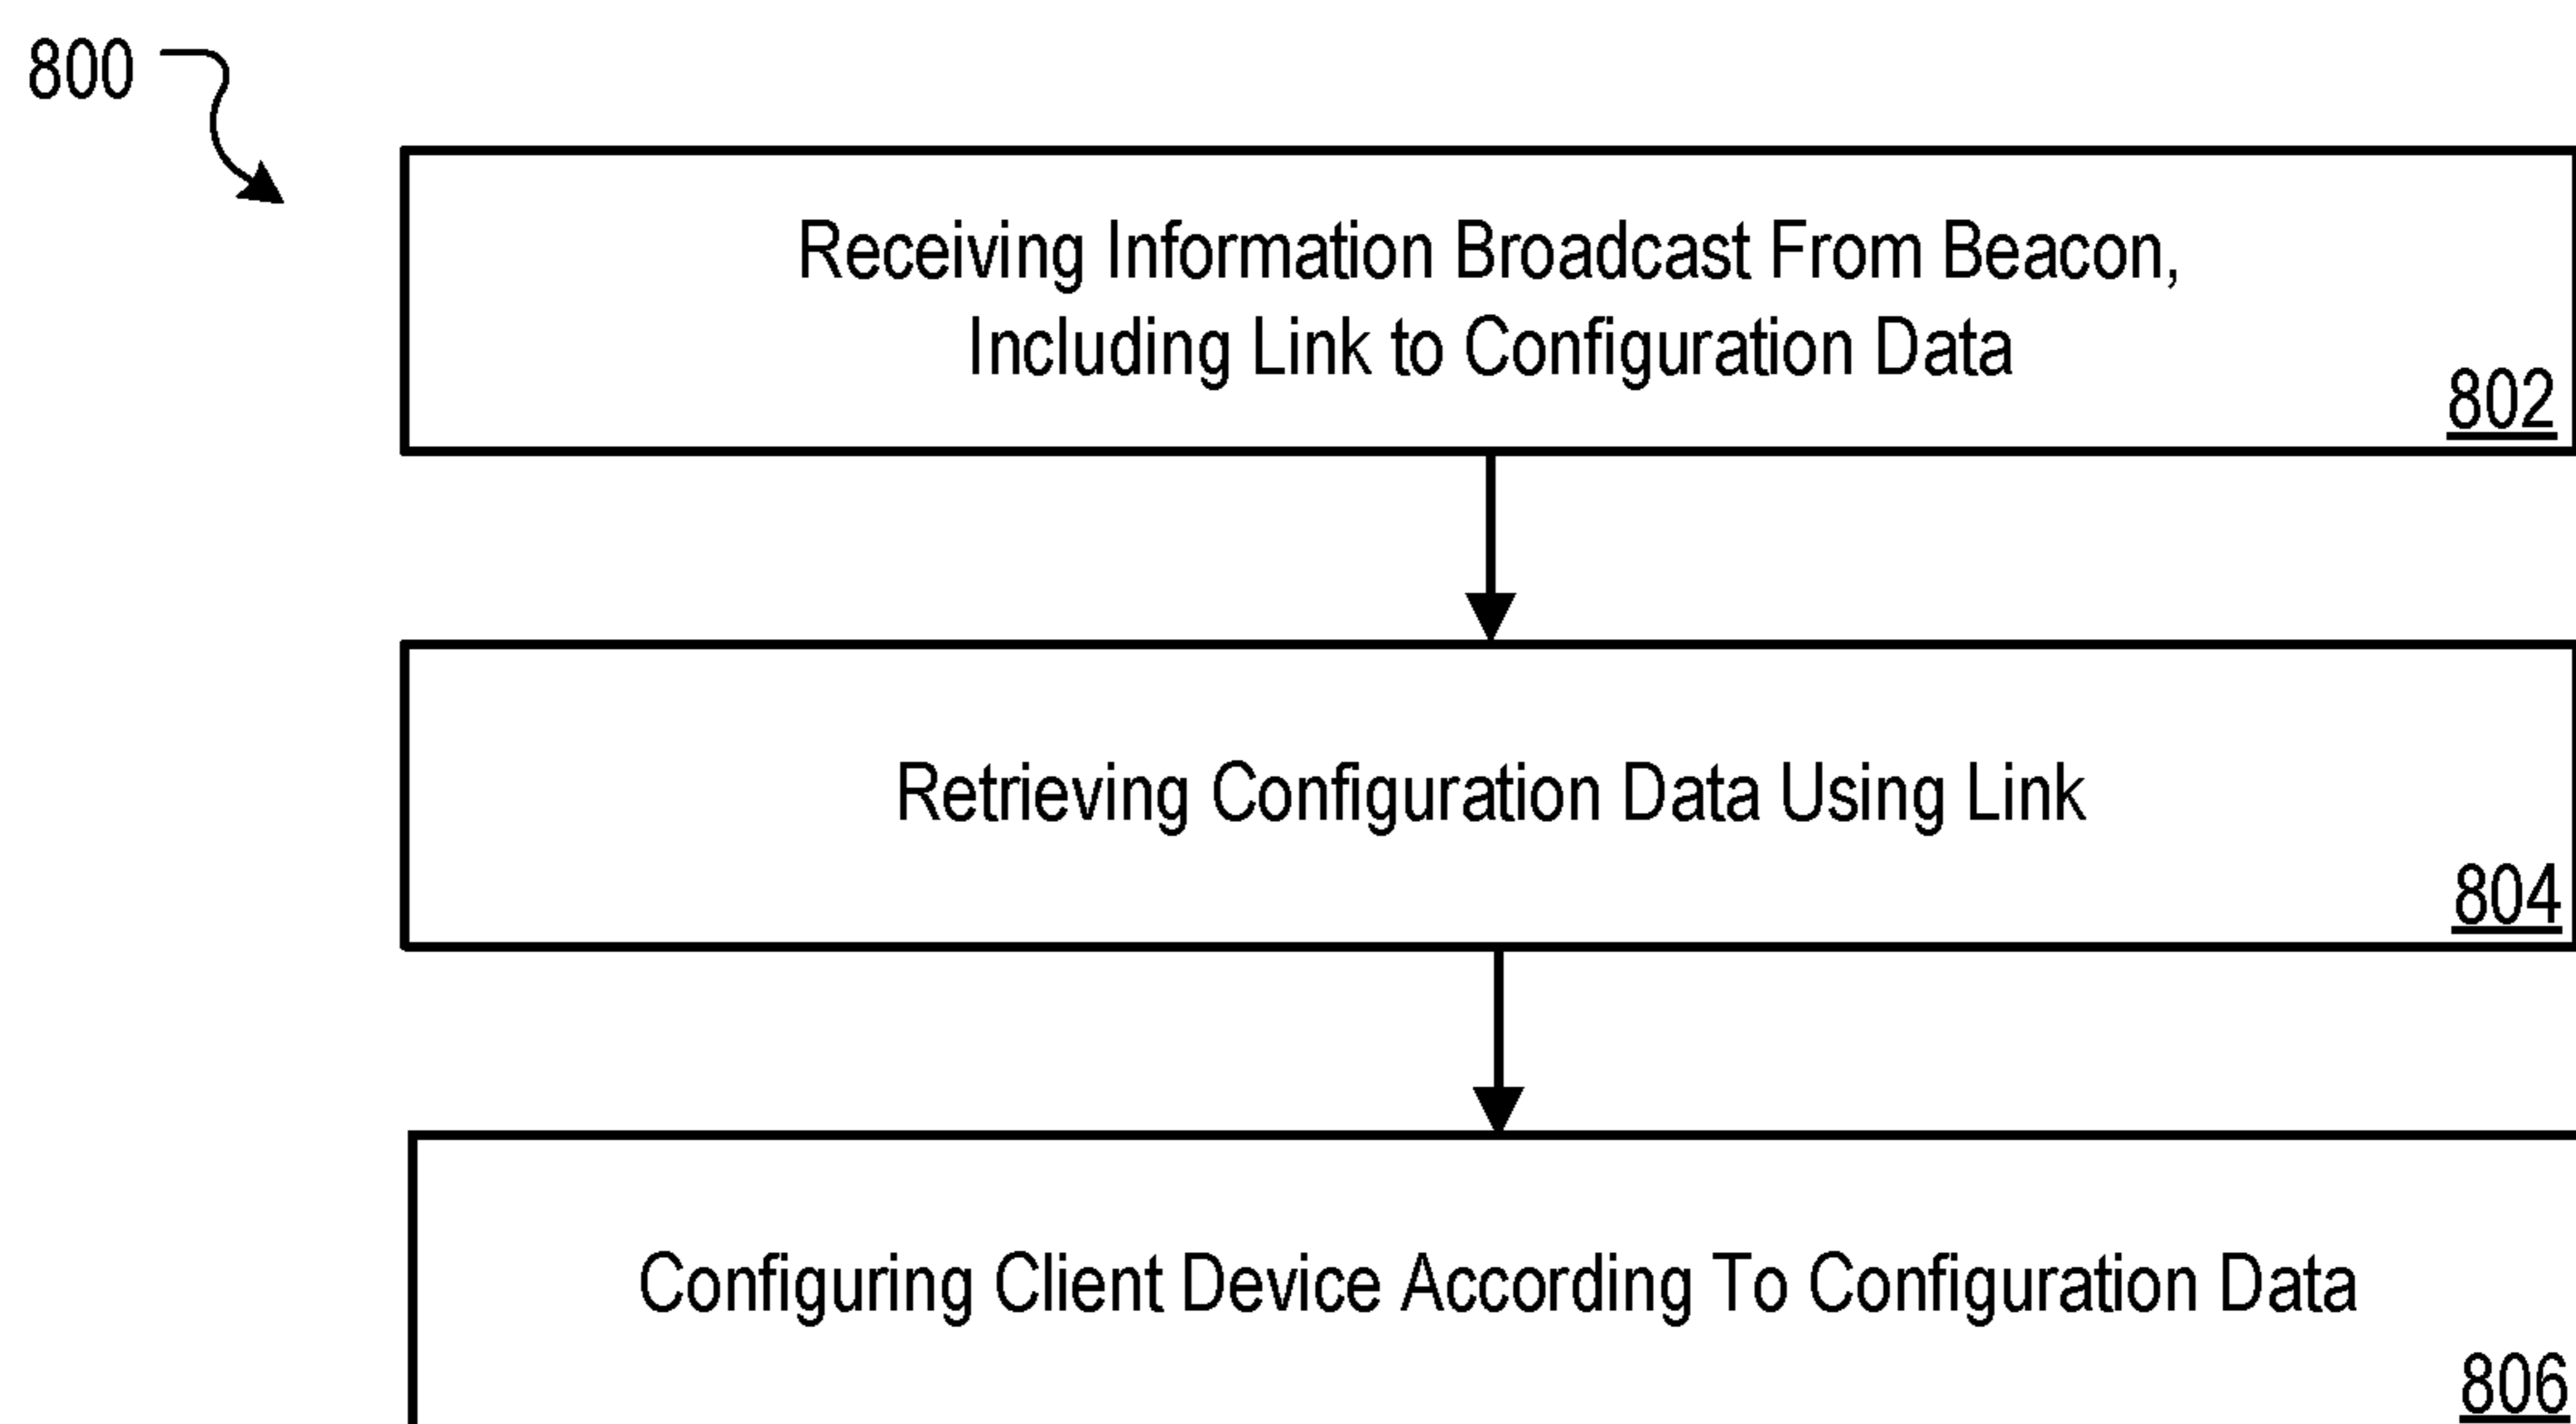 800
Receiving Information Broadcast From Beacon,
Including Link to Configuration Data
802
Retrieving Configuration Data Using Link
804
Configuring Client Device According To Configuration Data
806